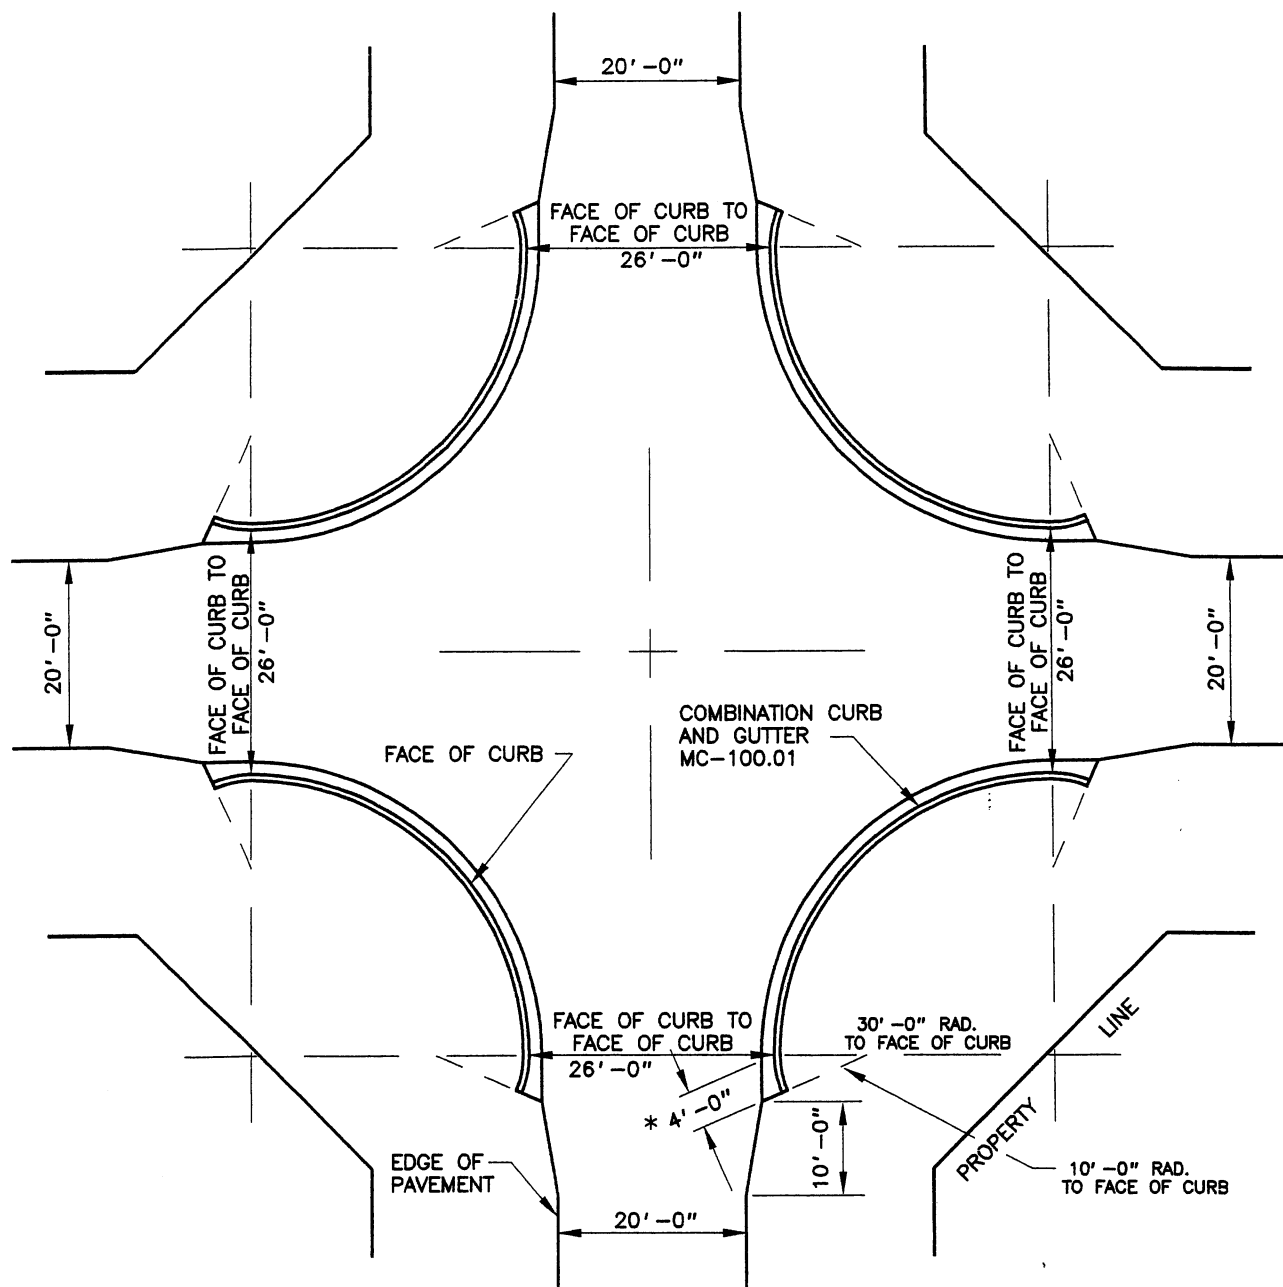 20'-0"
FACE OF CURB TO
FACE OF CURB
26'-0"
20'-0"
FACE OF CURB TO
FACE OF CURB
26'-0"
FACE OF CURB TO
FACE OF CURB
26'-0"
20'-0"
COMBINATION CURB
AND GUTTER
MC-100.01
FACE OF CURB
FACE OF CURB TO
FACE OF CURB
26'-0"
30'-0" RAD.
TO FACE OF CURB
PROPERTY LINE
* 4'-0"
10'-0"
EDGE OF
PAVEMENT
10'-0" RAD.
TO FACE OF CURB
20'-0"